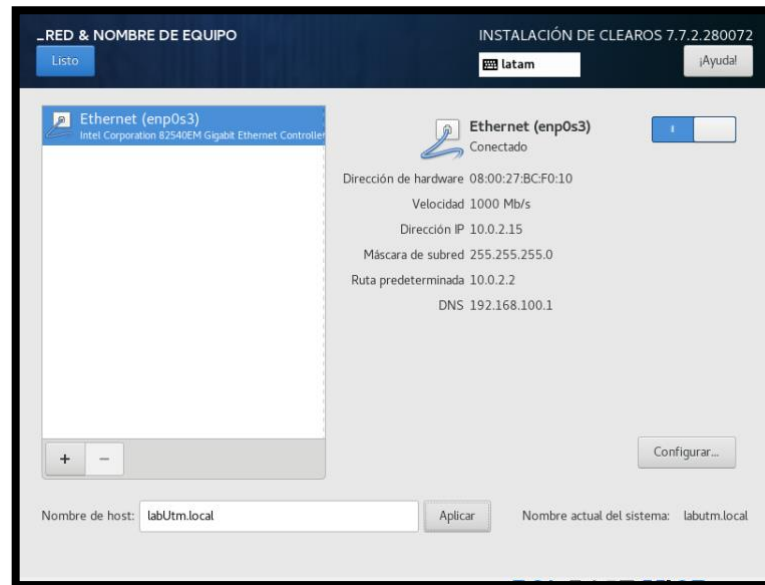 _RED & NOMBRE DE EQUIPO
INSTALACIÓN DE CLEAROS 7.7.2.280072
Listo
latam
¡Ayuda!
Ethernet (enp0s3)
Intel Corporation 82540EM Gigabit Ethernet Controller
Ethernet (enp0s3)
Conectado
Dirección de hardware 08:00:27:BC:F0:10
Velocidad 1000 Mb/s
Dirección IP 10.0.2.15
Máscara de subred 255.255.255.0
Ruta predeterminada 10.0.2.2
DNS 192.168.100.1
+ −
Configurar...
Nombre de host: labUtm.local Aplicar Nombre actual del sistema: labutm.local